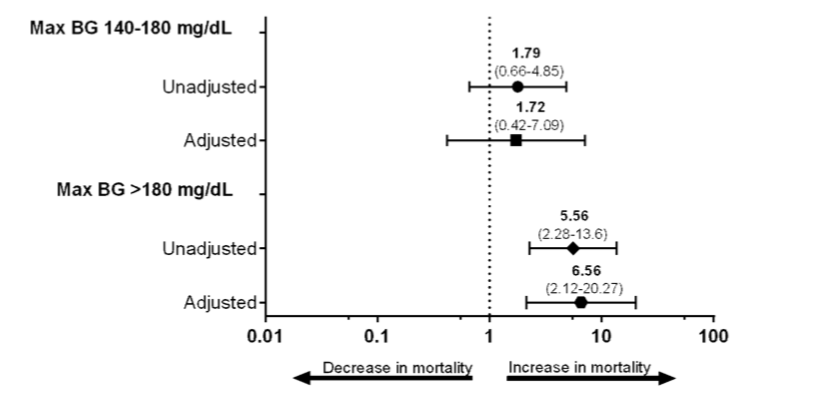 Max BG 140-180 mg/dL
1.79
(0.66-4.85)
Unadjusted
1.72
(0.42-7.09)
Adjusted
Max BG >180 mg/dL
5.56
(2.28-13.6)
Unadjusted
6.56
(2.12-20.27)
Adjusted
0.01 0.1 1 10 100
Decrease in mortality Increase in mortality